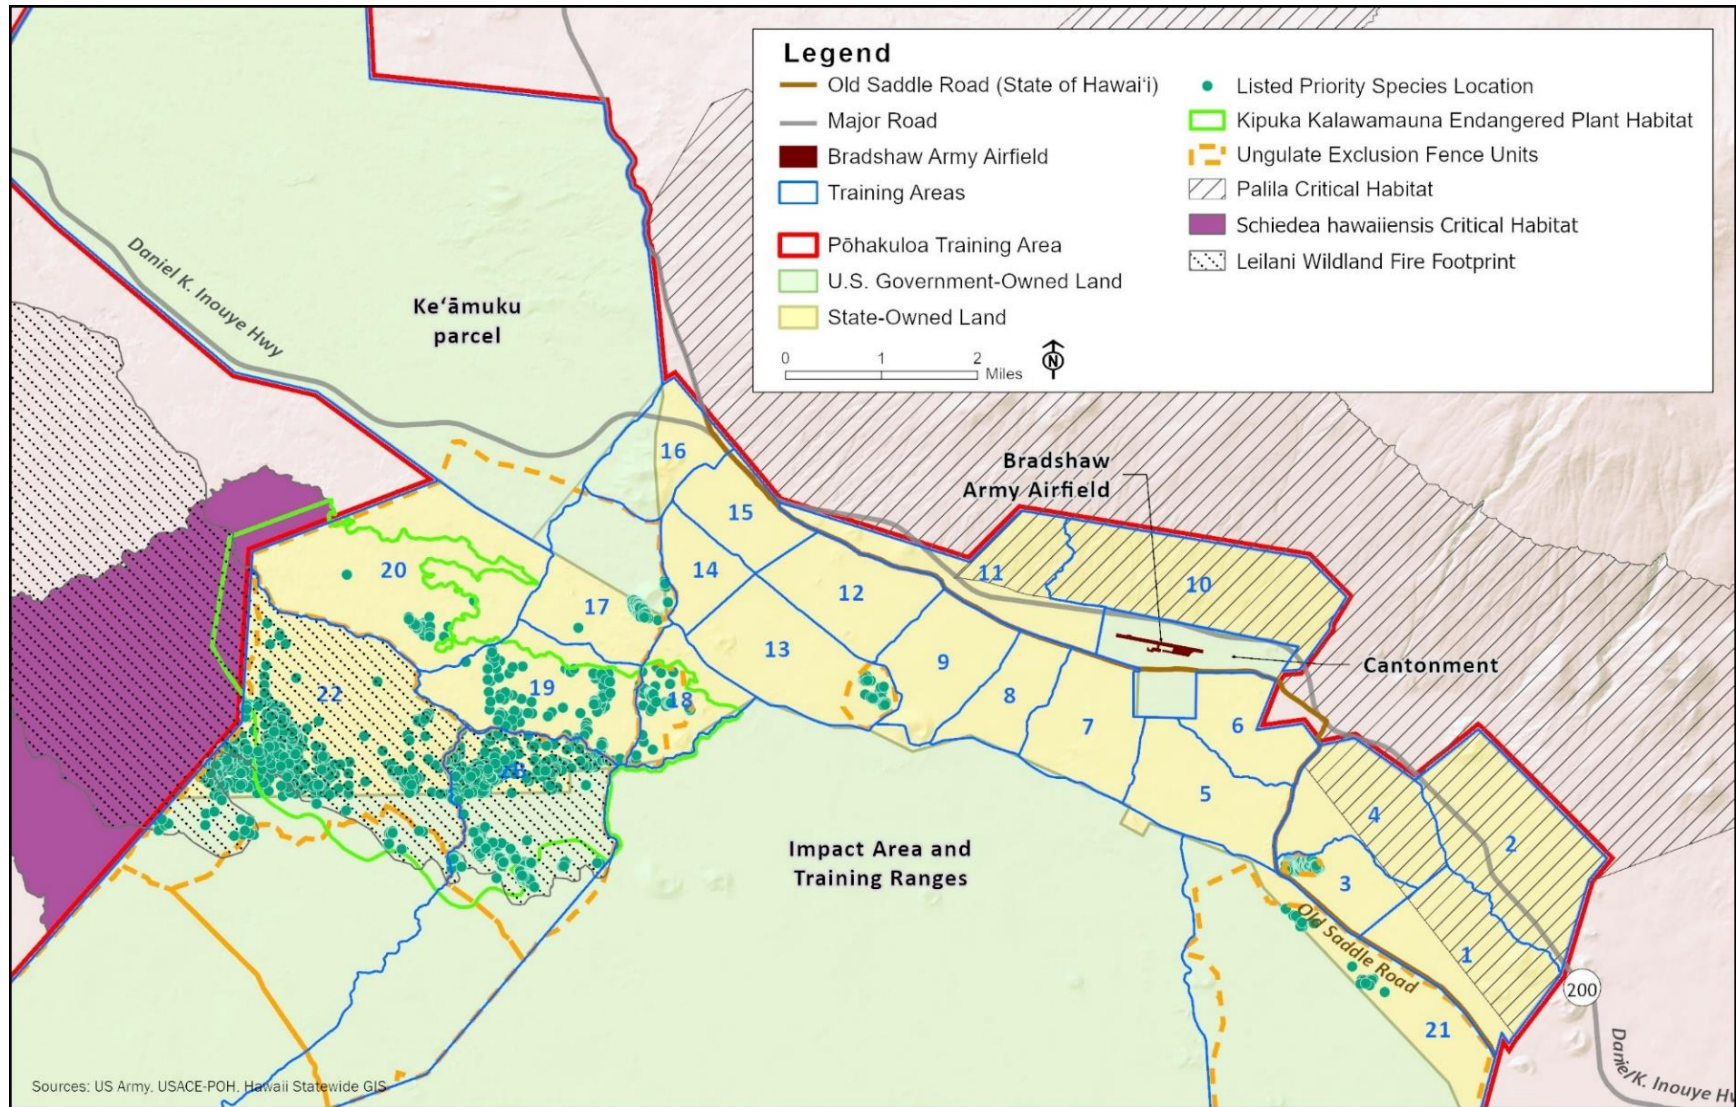 Legend
Old Saddle Road (State of Hawai‘i)
Major Road
Bradshaw Army Airfield
Training Areas
Pōhakuloa Training Area
U.S. Government-Owned Land
State-Owned Land
0 1 2
Miles
N
Listed Priority Species Location
Kipuka Kalawamauna Endangered Plant Habitat
Ungulate Exclusion Fence Units
Palila Critical Habitat
Schiedea hawaiiensis Critical Habitat
Leilani Wildland Fire Footprint
Daniel K. Inouye Hwy
Ke‘āmuku
parcel
Bradshaw
Army Airfield
16
15
14
11
10
20
17
12
13
9
Cantonment
22
19
18
8
7
6
23
5
4
2
Impact Area and
Training Ranges
3
Old Saddle Road
1
21
200
Daniel K. Inouye H
Sources: US Army, USACE-POH, Hawaii Statewide GIS